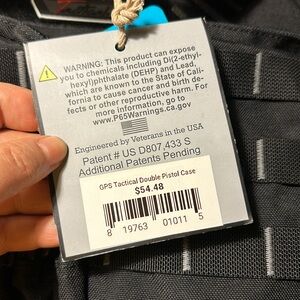 WARNING: This product can expose
you to chemicals including Di(2-ethyl-
hexyl)phthalate (DEHP) and Lead,
which are known to the State of Cali-
fornia to cause cancer and birth de-
fects or other reproductive harm. For
more information, go to
www.P65Warnings.ca.gov
Engineered by Veterans in the USA
Patent # US D807,433 S
Additional Patents Pending
GPS Tactical Double Pistol Case
$54.48
8 19763 01011 5